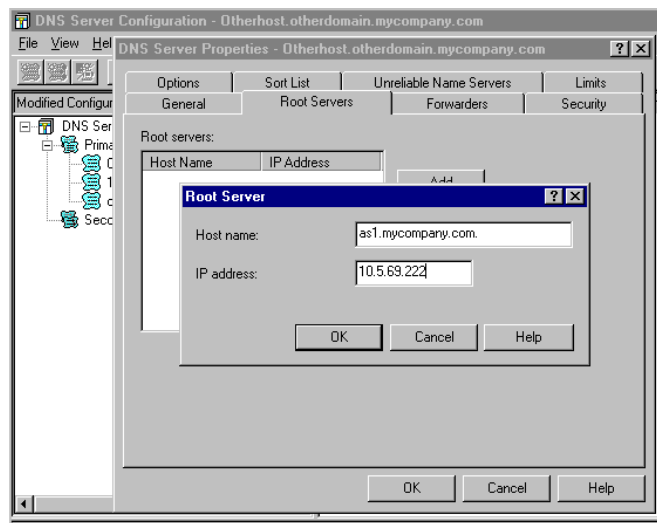 DNS Server Configuration - Otherhost.otherdomain.mycompany.com
File View Hel
DNS Server Properties - Otherhost.otherdomain.mycompany.com
Options Sort List Unreliable Name Servers Limits
General Root Servers Forwarders Security
Modified Configur
DNS Ser
Prima
Seco
Root servers:
Host Name IP Address
Add
Root Server
Host name: as1.mycompany.com.
IP address: 10.5.69.222
OK Cancel Help
OK Cancel Help